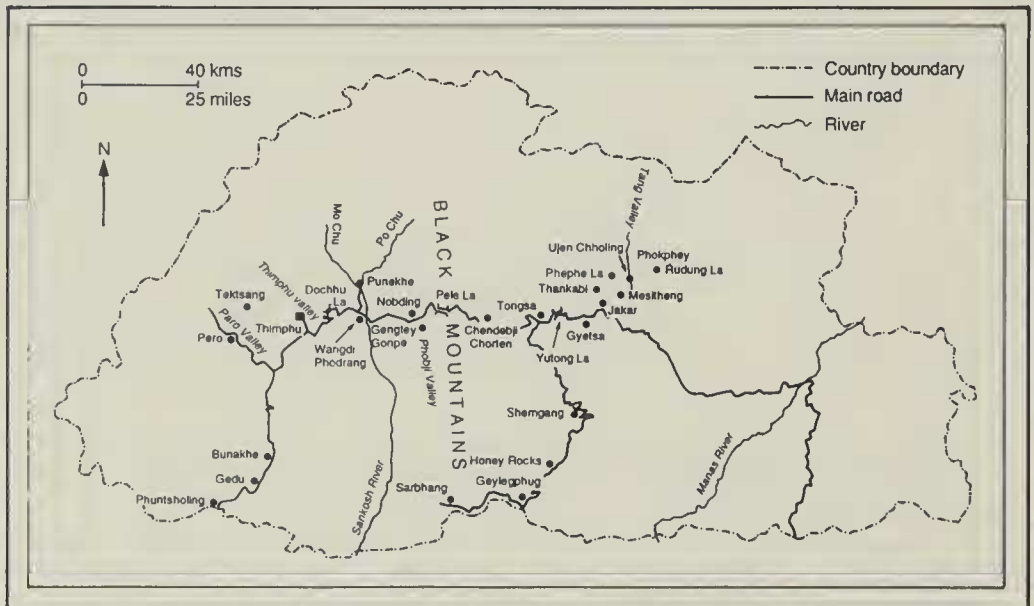 0 40 kms
0 25 miles
N
Country boundary
Main road
River
Mo Chu
Po Chu
BLACK
MOUNTAINS
Tang Valley
Ujen Chholing
Phokphey
Rudung La
Phephe La
Thankabi
Mesitheng
Jakar
Thimphu valley
Dochhu
La
Punakhe
Taktsang
Nobding
Pele La
Tongsa
Paro Valley
Thimphu
Pero
Wangdi
Phodrang
Gengtey
Gonpe
Phobji Valley
Chendebji
Chorten
Gyetsa
Yutong La
Shemgang
Bunakhe
Honey Rocks
Gedu
Geylegphug
Phuntsholing
Sarbhang
Sankosh River
Manas River